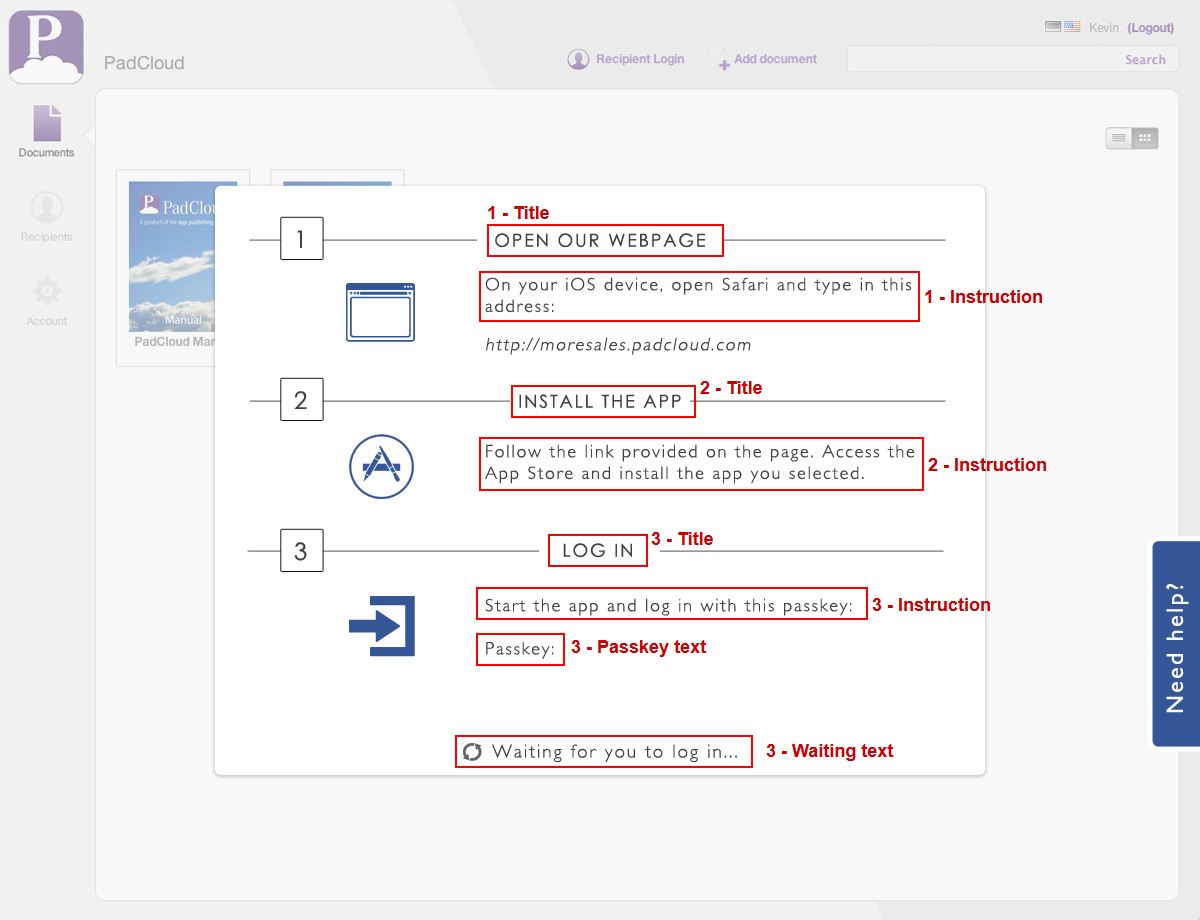 P
Kevin (Logout)
PadCloud
Recipient Login
Add document
Search
Documents
Recipients
Account
P PadClou
A product of the app publishing
Manual
PadCloud Mar
1 - Title
1
OPEN OUR WEBPAGE
On your iOS device, open Safari and type in this
address:
1 - Instruction
http://moresales.padcloud.com
2 - Title
2
INSTALL THE APP
Follow the link provided on the page. Access the
App Store and install the app you selected.
2 - Instruction
3 - Title
3
LOG IN
Start the app and log in with this passkey:
3 - Instruction
Passkey:
3 - Passkey text
Waiting for you to log in...
3 - Waiting text
Need help?